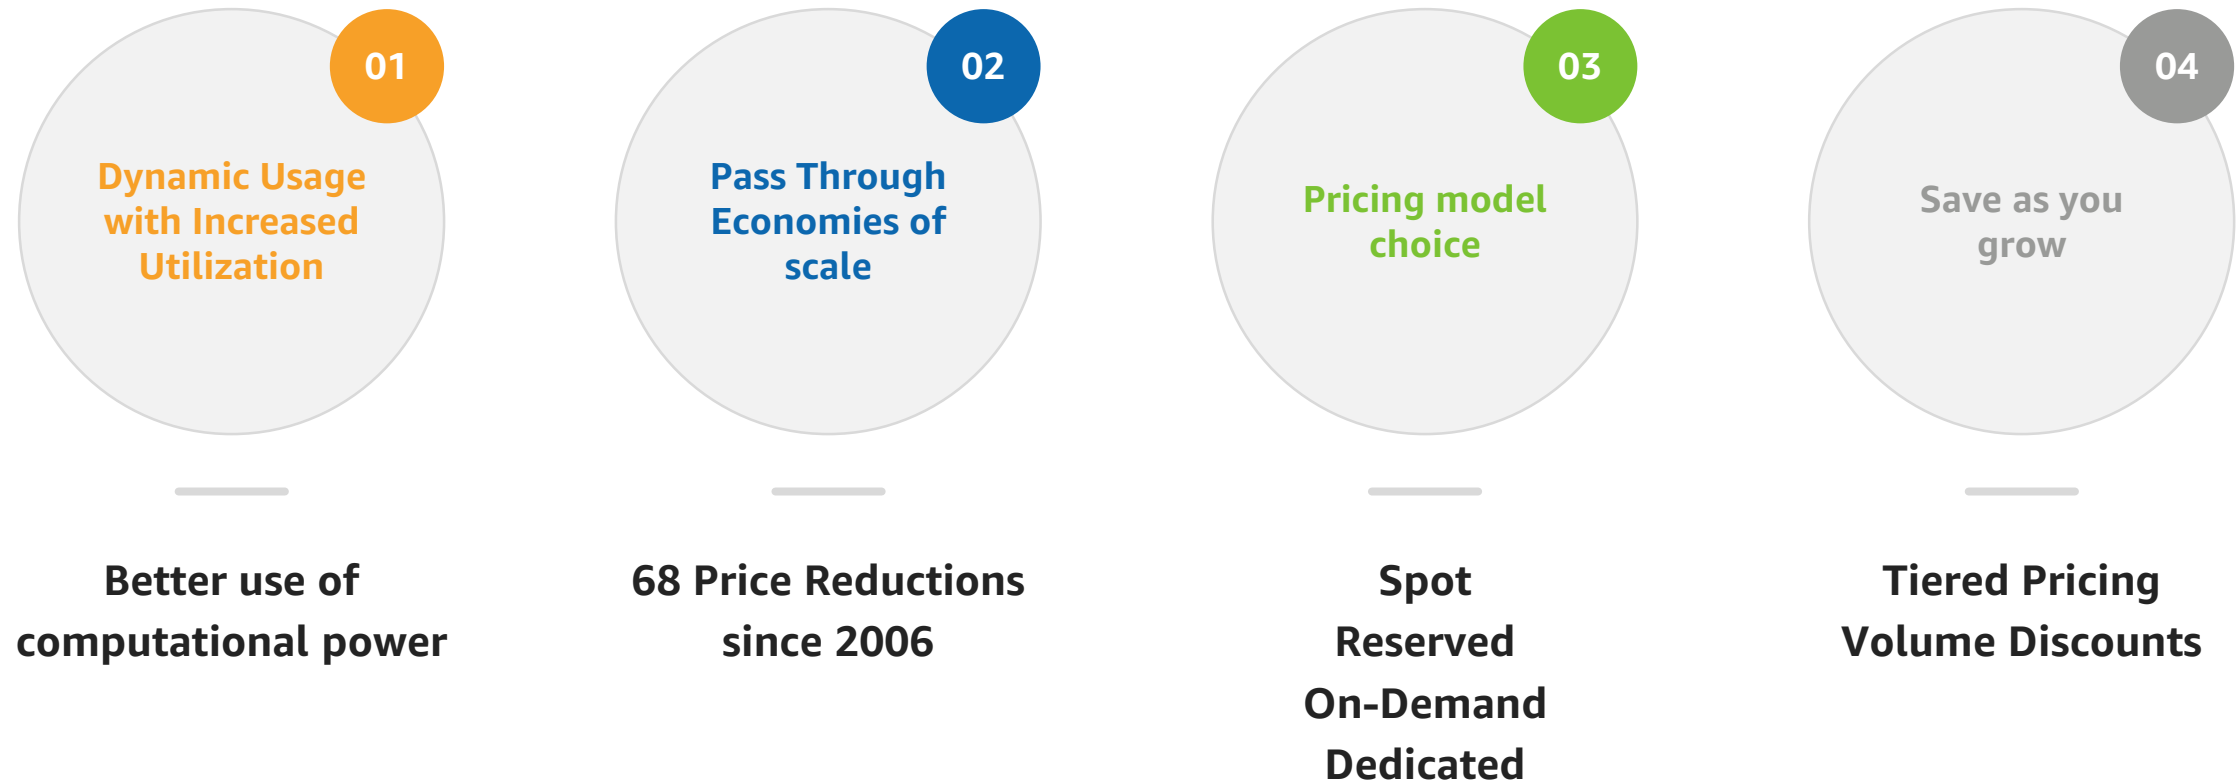 01
Dynamic Usage
with Increased
Utilization
Better use of
computational power
02
Pass Through
Economies of
scale
68 Price Reductions
since 2006
03
Pricing model
choice
Spot
Reserved
On-Demand
Dedicated
04
Save as you
grow
Tiered Pricing
Volume Discounts